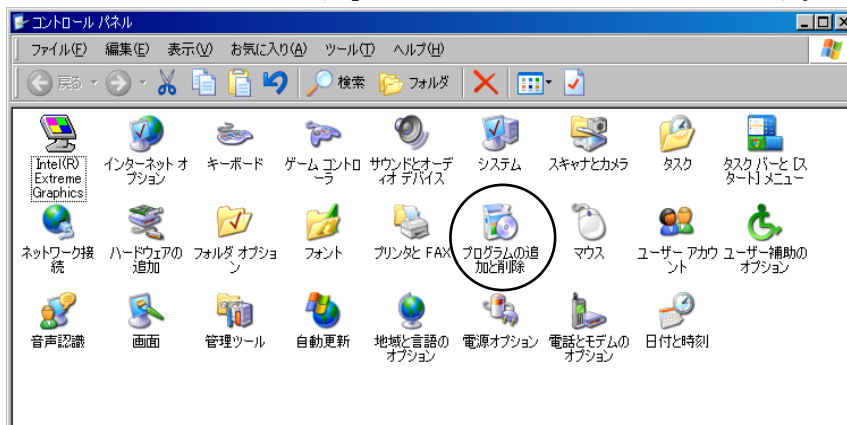 コントロール パネル
ファイル(F) 編集(E) 表示(V) お気に入り(A) ツール(T) ヘルプ(H)
戻る 検索 フォルダ
Intel(R)
Extreme
Graphics
インターネット オ
プション
キーボード
ゲーム コントロ
ーラ
サウンドとオーデ
ィオ デバイス
システム
スキャナとカメラ
タスク
タスク バーと [ス
タート] メニュー
ネットワーク接
続
ハードウェアの
追加
フォルダ オプショ
ン
フォント
プリンタと FAX
プログラムの追
加と削除
マウス
ユーザー アカウ
ント
ユーザー補助の
オプション
音声認識
画面
管理ツール
自動更新
地域と言語の
オプション
電源オプション
電話とモデムの
オプション
日付と時刻